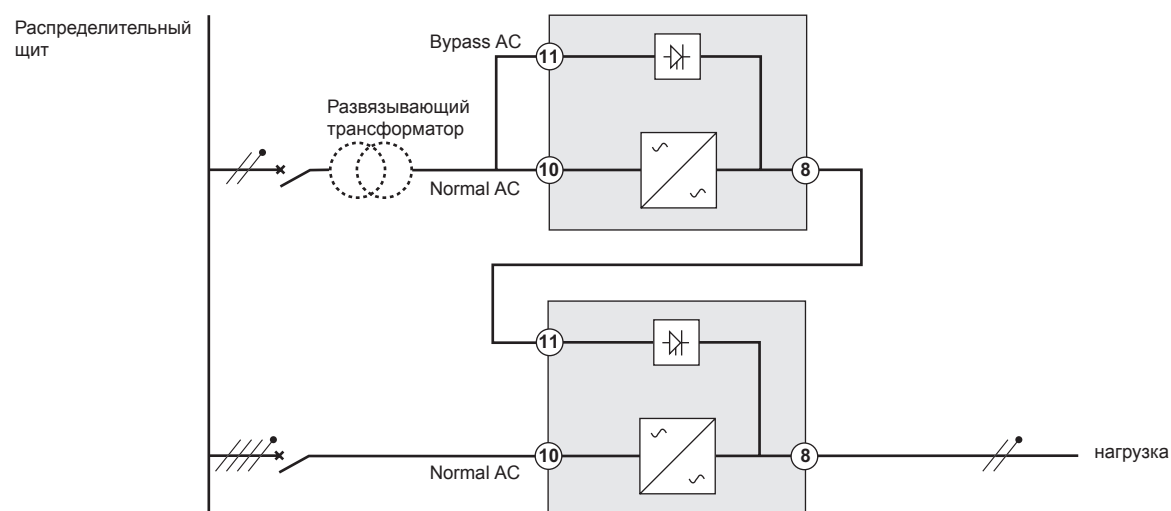 Распределительный
щит
Bypass AC
11
Развязывающий
трансформатор
10
8
Normal AC
11
10
8
нагрузка
Normal AC